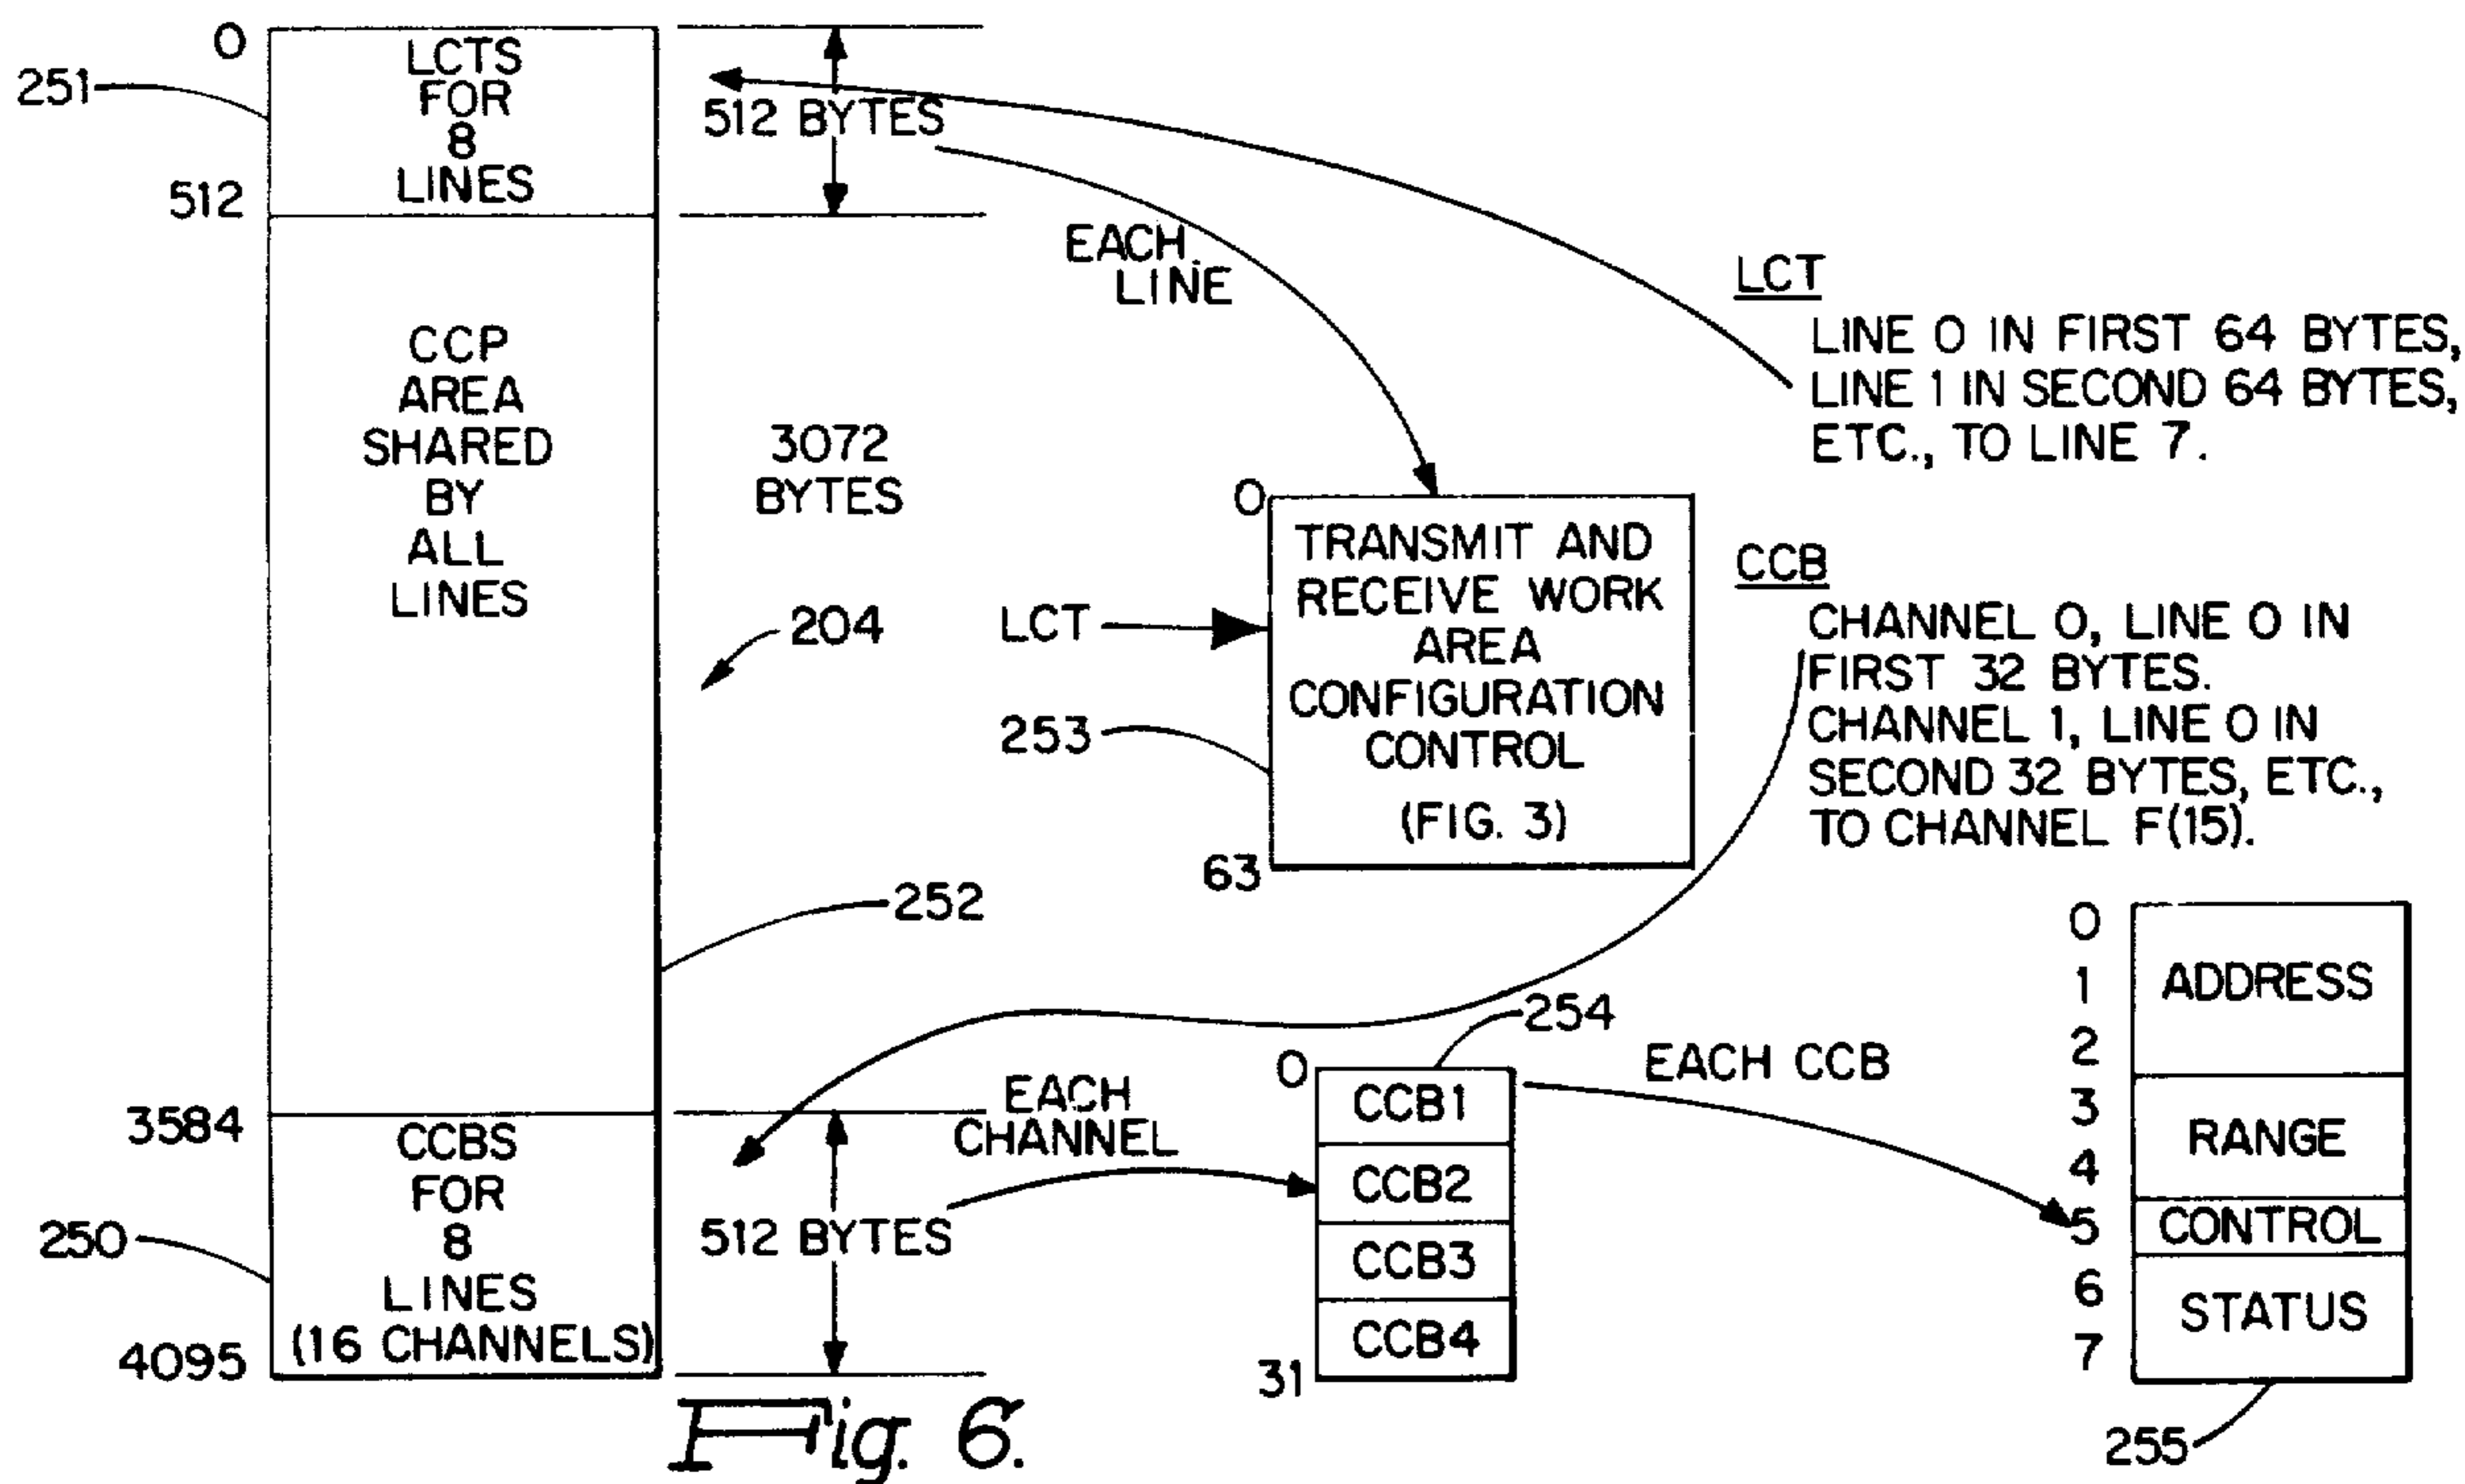 0
251
LCTS
FOR
8
LINES
512
512 BYTES
EACH
LINE
CCP
AREA
SHARED
BY
ALL
LINES
3072
BYTES
204
252
LCT
LINE 0 IN FIRST 64 BYTES,
LINE 1 IN SECOND 64 BYTES,
ETC., TO LINE 7.
0
TRANSMIT AND
RECEIVE WORK
AREA
CONFIGURATION
CONTROL
(FIG. 3)
LCT
253
63
CCB
CHANNEL 0, LINE 0 IN
FIRST 32 BYTES.
CHANNEL 1, LINE 0 IN
SECOND 32 BYTES, ETC.,
TO CHANNEL F(15).
3584
CCBS
FOR
8
LINES
(16 CHANNELS)
250
4095
512 BYTES
EACH
CHANNEL
254
0
CCB1
CCB2
CCB3
CCB4
31
EACH CCB
0
1
2
3
4
5
6
7
ADDRESS
RANGE
CONTROL
STATUS
255
Fig. 6.